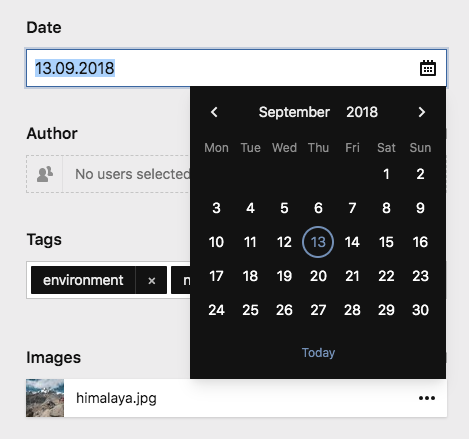 Date
13.09.2018
September 2018
Mon Tue Wed Thu Fri Sat Sun
1 2
3 4 5 6 7 8 9
10 11 12 13 14 15 16
17 18 19 20 21 22 23
24 25 26 27 28 29 30
Today
Author
No users selected
Tags
environment ×
Images
himalaya.jpg